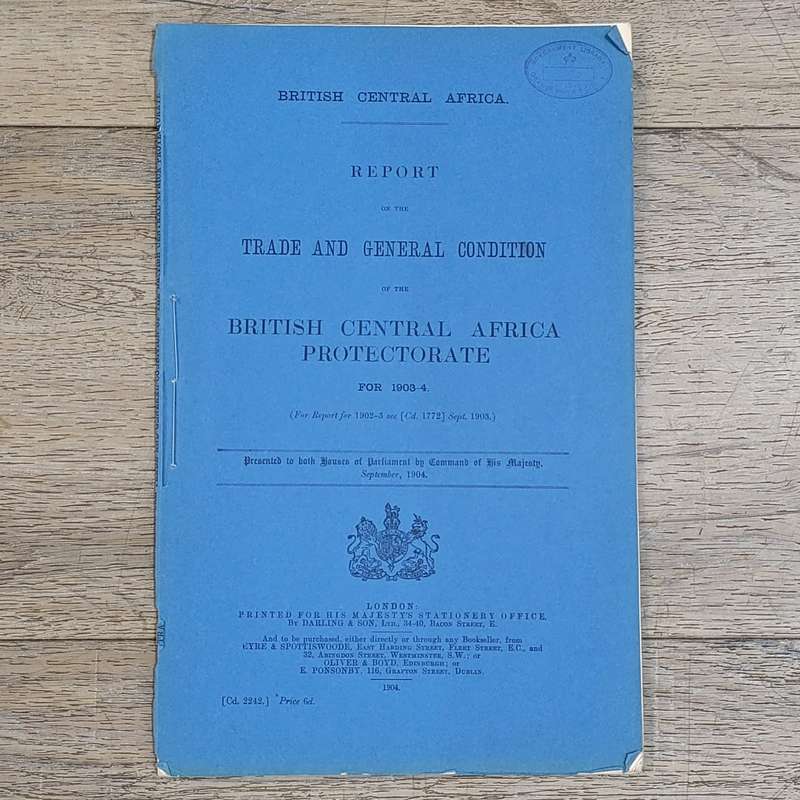 BRITISH CENTRAL AFRICA.
REPORT
ON THE
TRADE AND GENERAL CONDITION
OF THE
BRITISH CENTRAL AFRICA
PROTECTORATE
FOR 1903-4.
(For Report for 1902-3 see [Cd. 1772] Sept. 1903.)
Presented to both Houses of Parliament by Command of His Majesty.
September, 1904.
LONDON:
PRINTED FOR HIS MAJESTY'S STATIONERY OFFICE,
BY DARLING & SON, LTD., 34-40, BACON STREET, E.
And to be purchased, either directly or through any Bookseller, from
EYRE & SPOTTISWOODE, EAST HARDING STREET, FLEET STREET, E.C., and
32, ABINGDON STREET, WESTMINSTER, S.W.; or
OLIVER & BOYD, EDINBURGH; or
E. PONSONBY, 116, GRAFTON STREET, DUBLIN.
1904.
[Cd. 2242.] Price 6d.